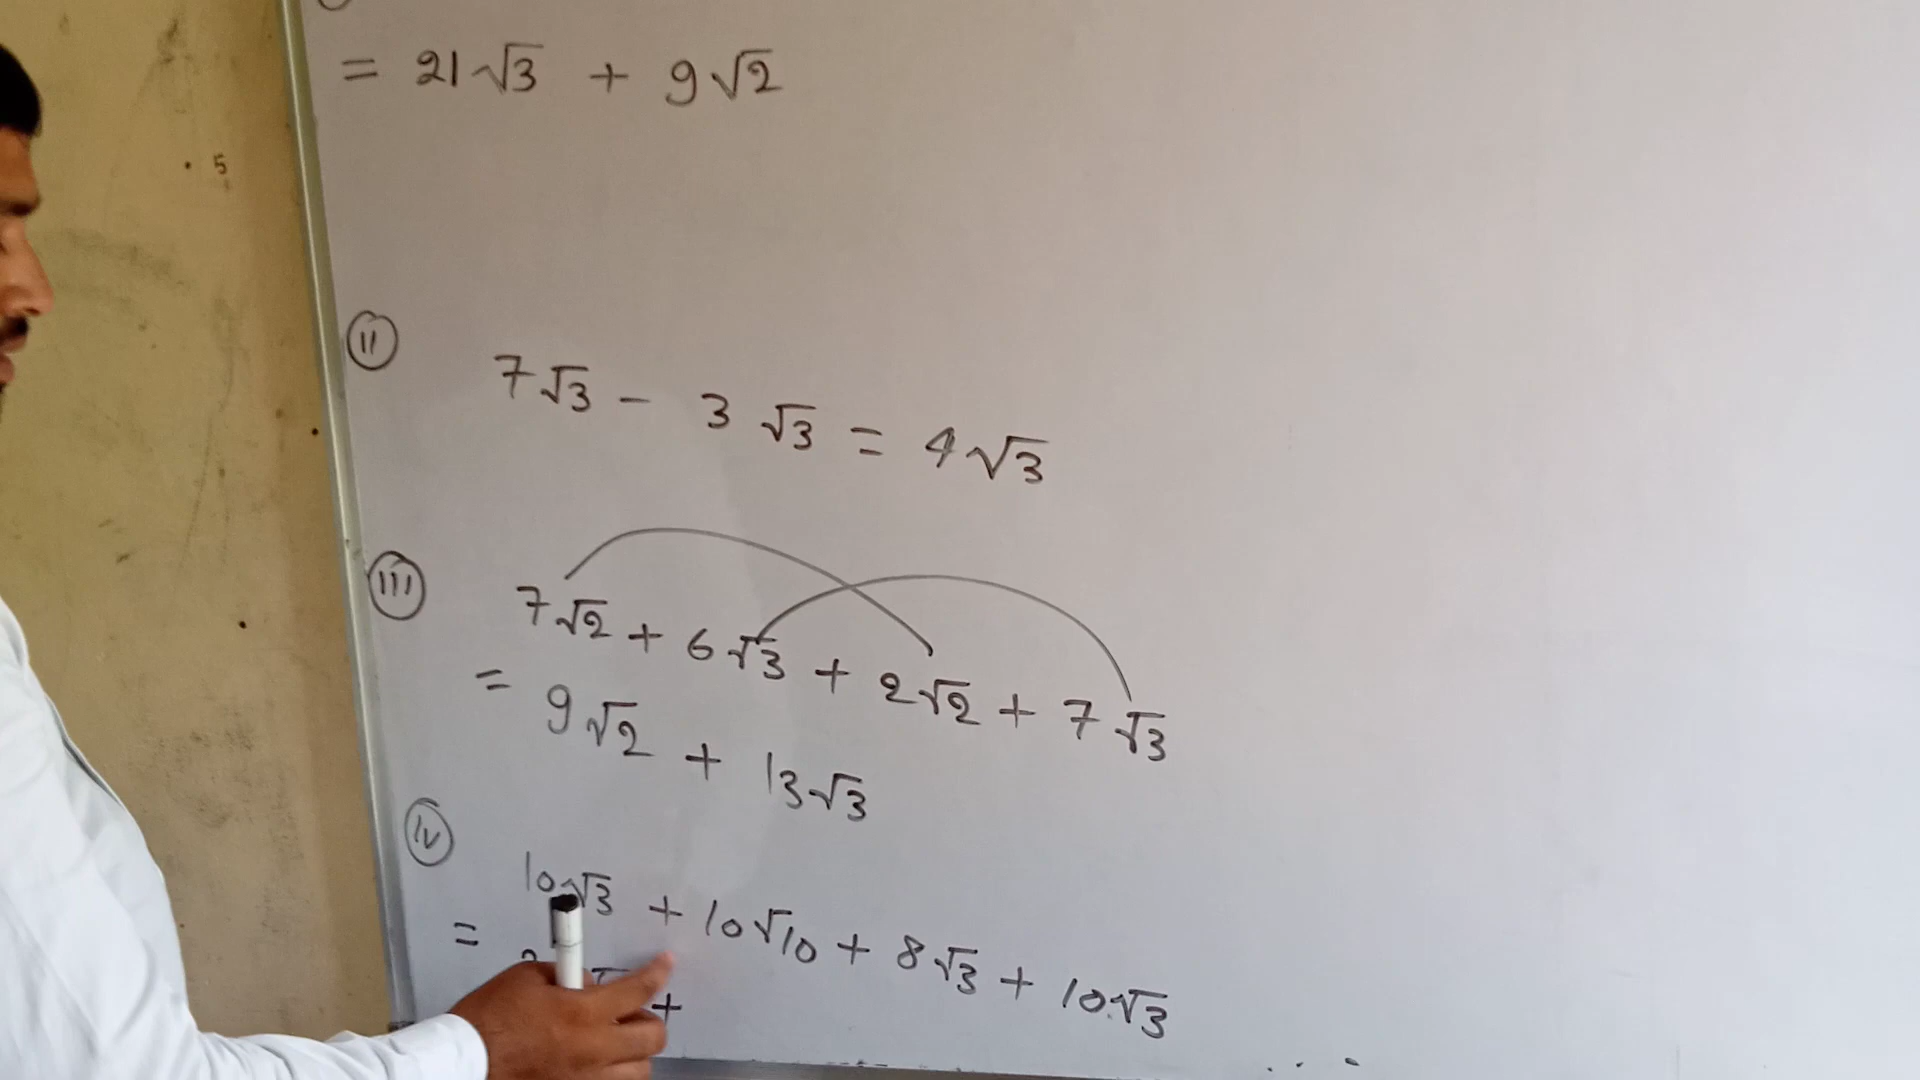 = 21√3 + 9√2
5
(ii) 7√3 - 3√3 = 4√3
(iii) 7√2 + 6√3 + 2√2 + 7√3
= 9√2 + 13√3
(iv) 10√3 + 10√10 + 8√3 + 10√3
= +